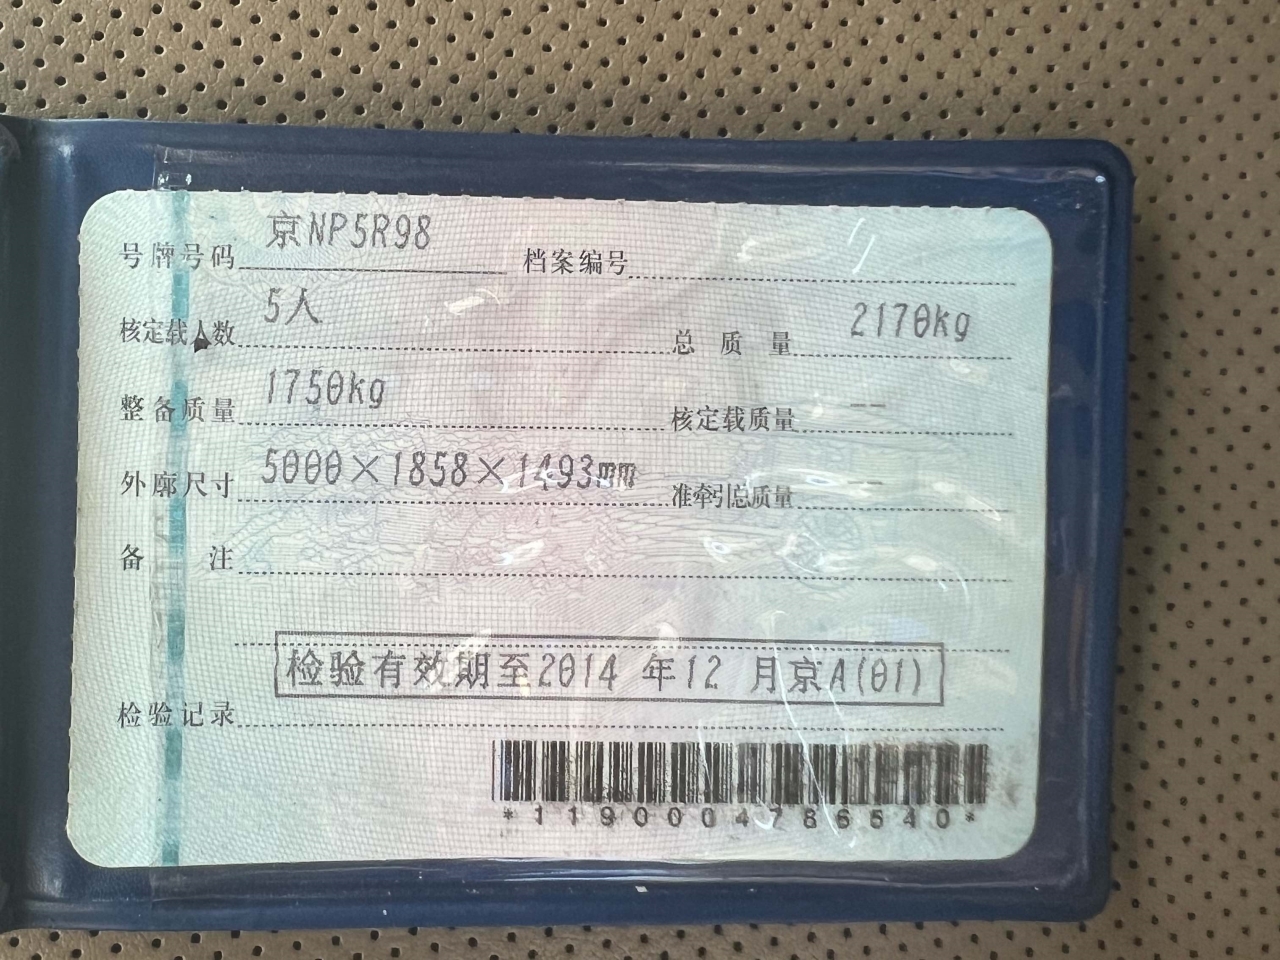 号牌号码 京NP5R98 档案编号
核定载人数 5人 总质量 2170kg
整备质量 1750kg 核定载质量 --
外廓尺寸 5000×1858×1493mm 准牵引总质量 --
备注
检验有效期至2014 年12 月京A(01)
检验记录
*1190004786540*